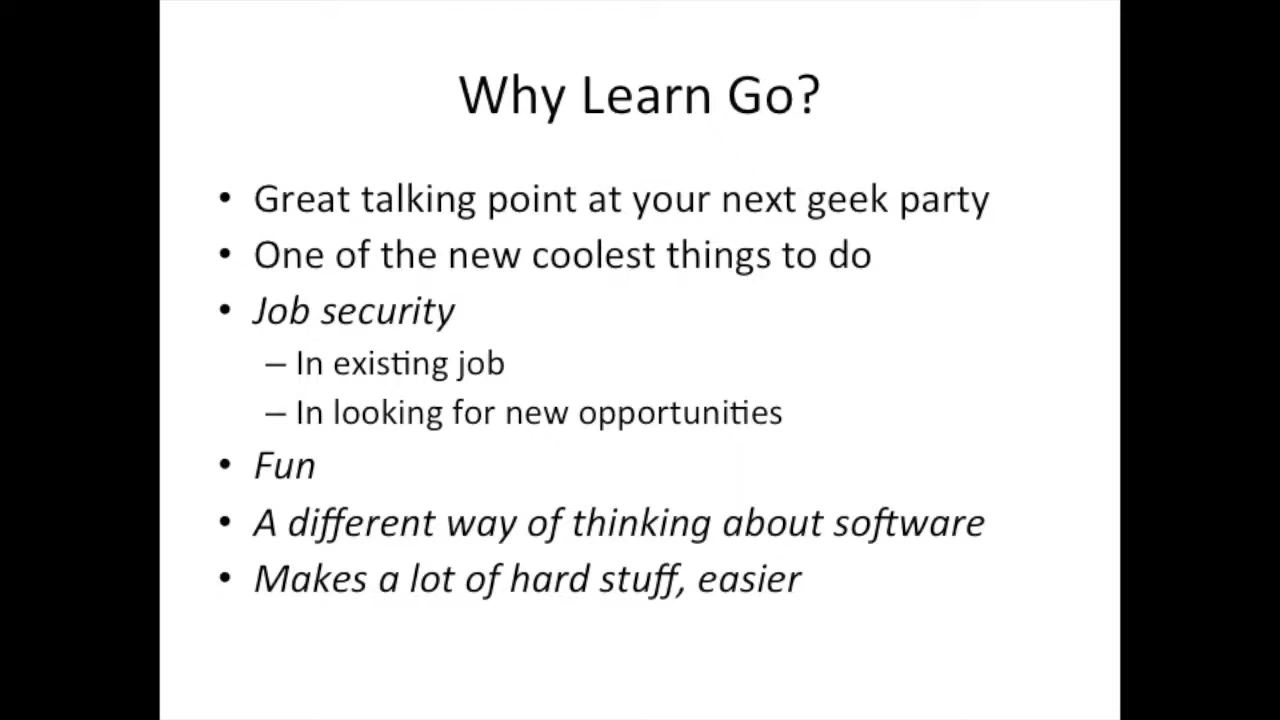 Why Learn Go?
• Great talking point at your next geek party
• One of the new coolest things to do
• Job security
– In existing job
– In looking for new opportunities
• Fun
• A different way of thinking about software
• Makes a lot of hard stuff, easier